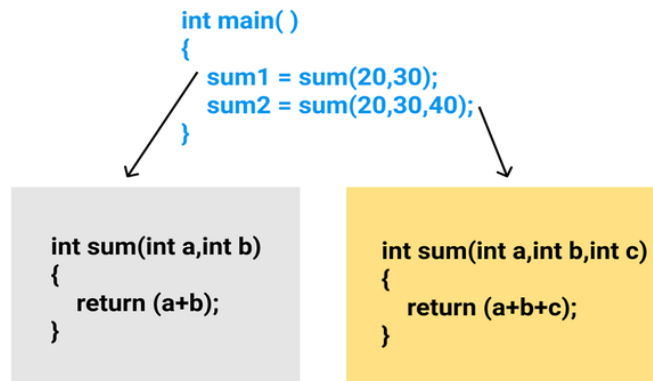 int main( )
{
sum1 = sum(20,30);
sum2 = sum(20,30,40);
}
int sum(int a,int b)
{
return (a+b);
}
int sum(int a,int b,int c)
{
return (a+b+c);
}